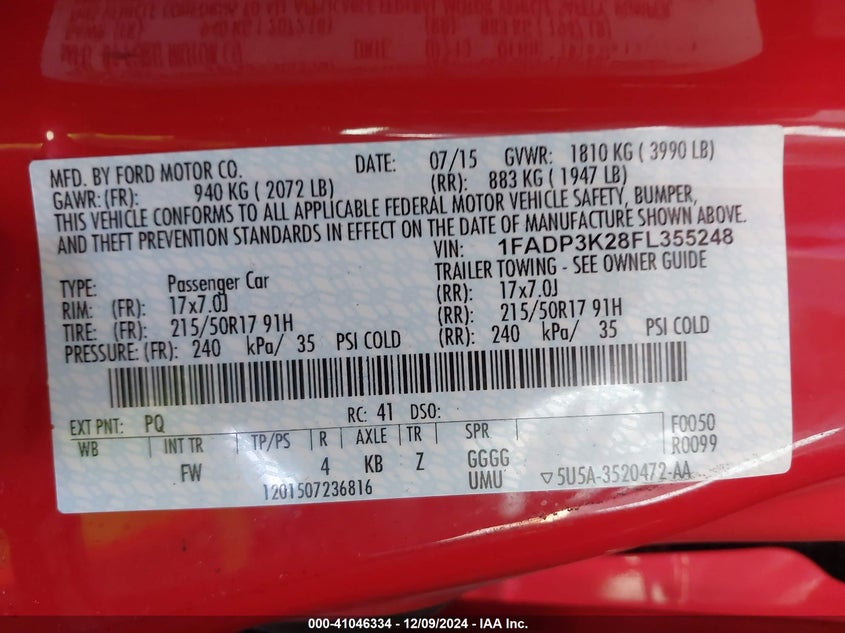 MFD. BY FORD MOTOR CO. DATE: 07/15 GVWR: 1810 KG ( 3990 LB)
GAWR: (FR): 940 KG ( 2072 LB) (RR): 883 KG ( 1947 LB)
THIS VEHICLE CONFORMS TO ALL APPLICABLE FEDERAL MOTOR VEHICLE SAFETY, BUMPER,
AND THEFT PREVENTION STANDARDS IN EFFECT ON THE DATE OF MANUFACTURE SHOWN ABOVE.
VIN: 1FADP3K28FL355248
TYPE: Passenger Car TRAILER TOWING - SEE OWNER GUIDE
RIM: (FR): 17x7.0J (RR): 17x7.0J
TIRE: (FR): 215/50R17 91H (RR): 215/50R17 91H
PRESSURE: (FR): 240 kPa/ 35 PSI COLD (RR): 240 kPa/ 35 PSI COLD
EXT PNT: PQ RC: 41 DSO: F0050
WB INT TR TP/PS R AXLE TR SPR R0099
FW 4 KB Z GGGG
UMU ▽5U5A-3520472-AA
1201507236816
000-41046334 - 12/09/2024 - IAA Inc.